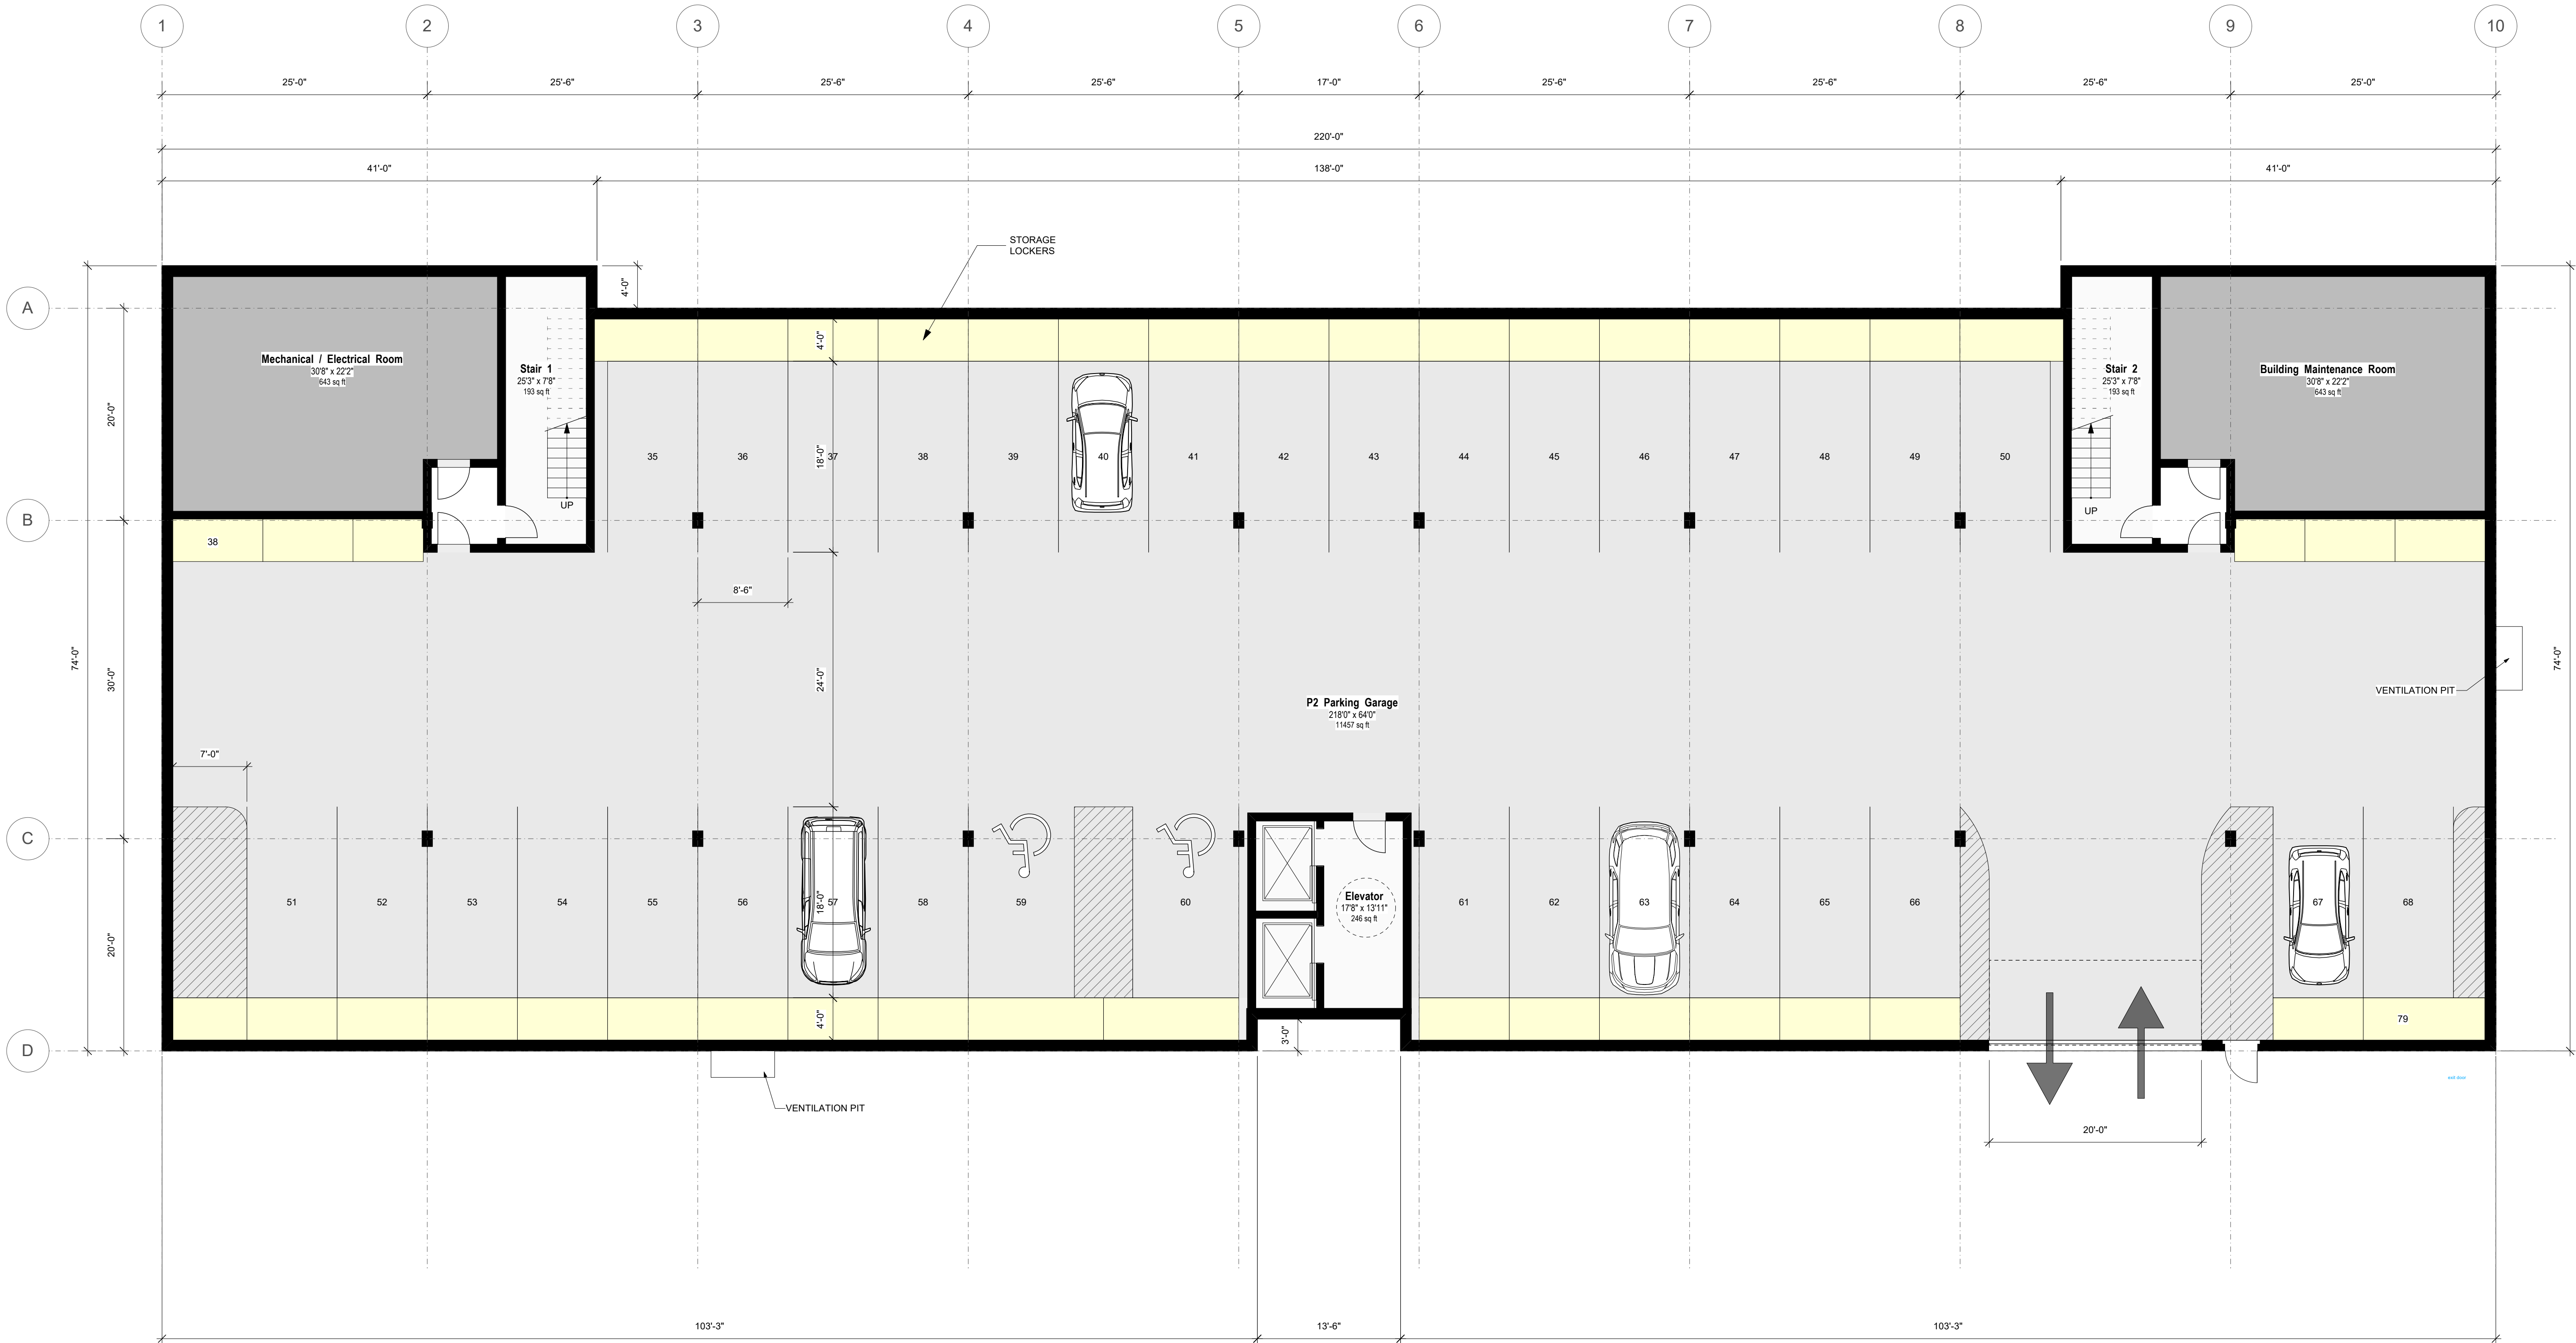 1 2 3 4 5 6 7 8 9 10
25'-0" 25'-6" 25'-6" 25'-6" 17'-0" 25'-6" 25'-6" 25'-6" 25'-0"
220'-0"
41'-0" 138'-0" 41'-0"
STORAGE
LOCKERS
4'-0"
A
Mechanical / Electrical Room
30'8" x 22'2"
643 sq ft
Stair 1
25'3" x 7'8"
193 sq ft
4'-0"
Stair 2
25'3" x 7'8"
193 sq ft
Building Maintenance Room
30'8" x 22'2"
643 sq ft
20'-0"
18'-0"
35 36 37 38 39 40 41 42 43 44 45 46 47 48 49 50
UP
UP
B
38
8'-6"
74'-0"
30'-0"
24'-0"
74'-0"
P2 Parking Garage
218'0" x 64'0"
11457 sq ft
VENTILATION PIT
7'-0"
C
51 52 53 54 55 56 57 58 59 60
18'-0"
Elevator
17'8" x 13'11"
246 sq ft
61 62 63 64 65 66 67 68
20'-0"
4'-0"
79
3'-0"
D
exit door
VENTILATION PIT
20'-0"
103'-3" 13'-6" 103'-3"